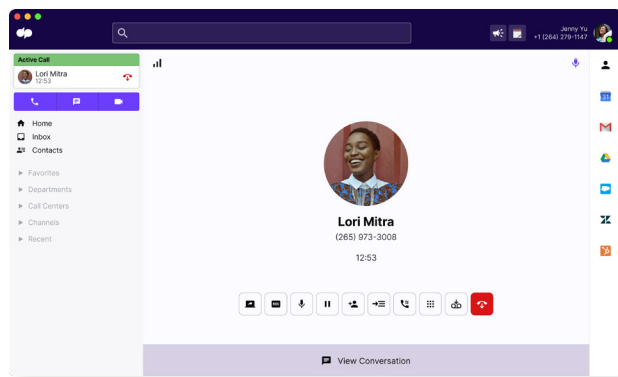 Jenny Yu
+1 (264) 279-1147
Active Call
Lori Mitra
12:53
Home
Inbox
Contacts
Favorites
Departments
Call Centers
Channels
Recent
Lori Mitra
(265) 973-3008
12:53
View Conversation
31